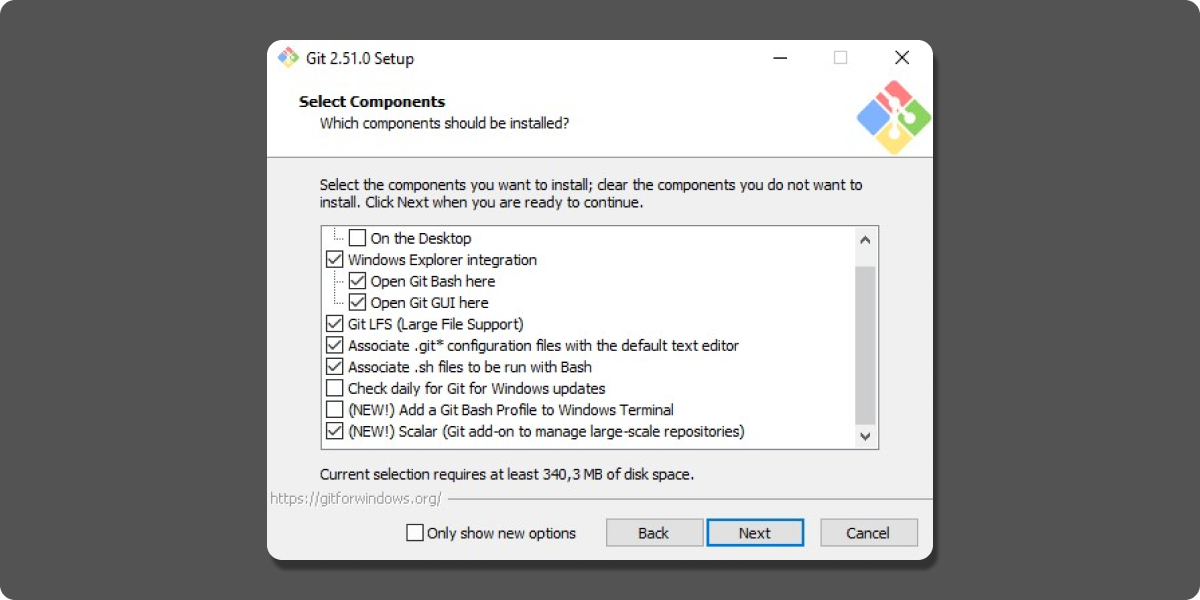 Git 2.51.0 Setup
Select Components
Which components should be installed?
Select the components you want to install; clear the components you do not want to
install. Click Next when you are ready to continue.
On the Desktop
Windows Explorer integration
Open Git Bash here
Open Git GUI here
Git LFS (Large File Support)
Associate .git* configuration files with the default text editor
Associate .sh files to be run with Bash
Check daily for Git for Windows updates
(NEW!) Add a Git Bash Profile to Windows Terminal
(NEW!) Scalar (Git add-on to manage large-scale repositories)
Current selection requires at least 340,3 MB of disk space.
https://gitforwindows.org/
Only show new options
Back
Next
Cancel